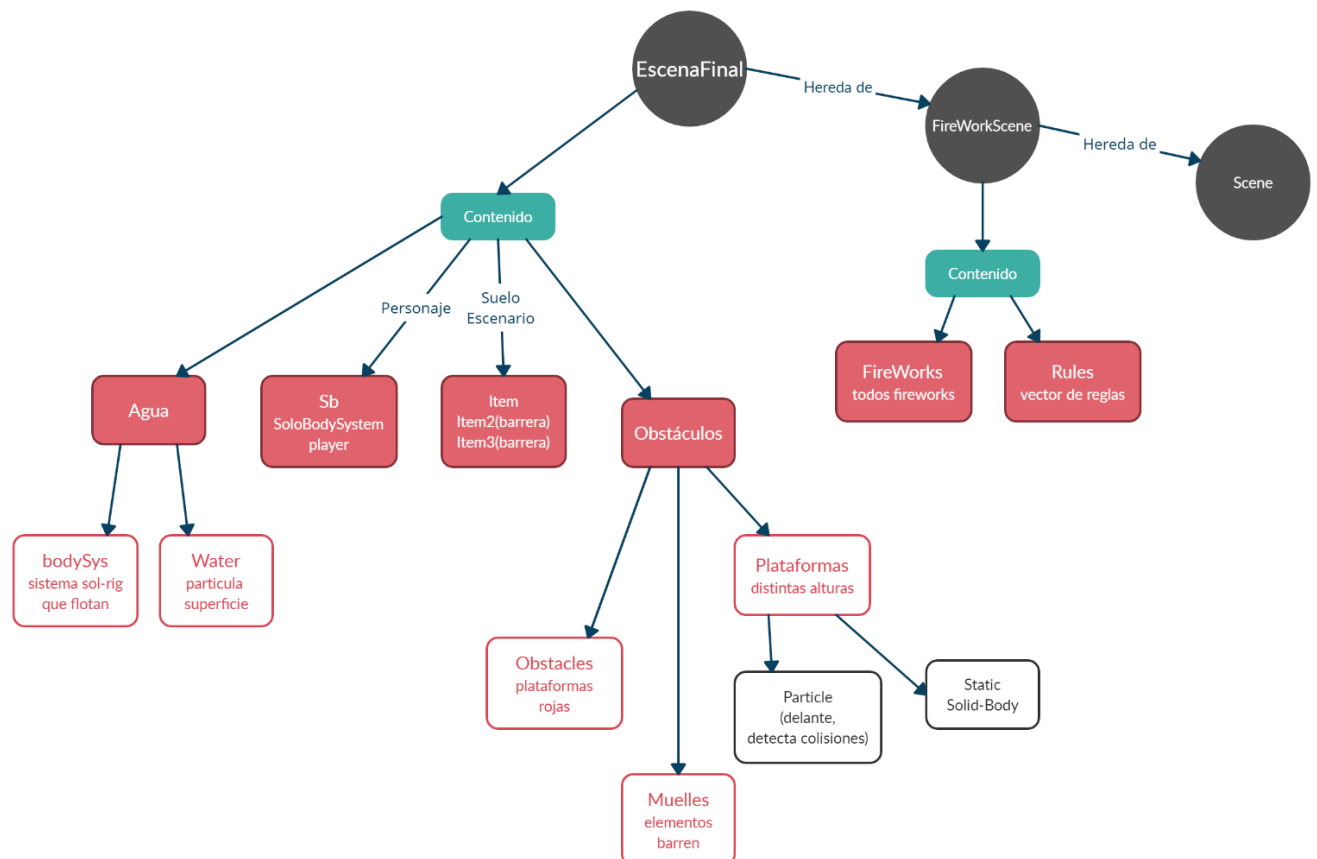 EscenaFinal
Hereda de
FireWorkScene
Hereda de
Scene
Contenido
Contenido
Personaje
Suelo
Escenario
FireWorks
todos fireworks
Rules
vector de reglas
Agua
Sb
SoloBodySystem
player
Item
Item2(barrera)
Item3(barrera)
Obstáculos
bodySys
sistema sol-rig
que flotan
Water
particula
superficie
Plataformas
distintas alturas
Obstacles
plataformas
rojas
Particle
(delante,
detecta colisiones)
Static
Solid-Body
Muelles
elementos
barren